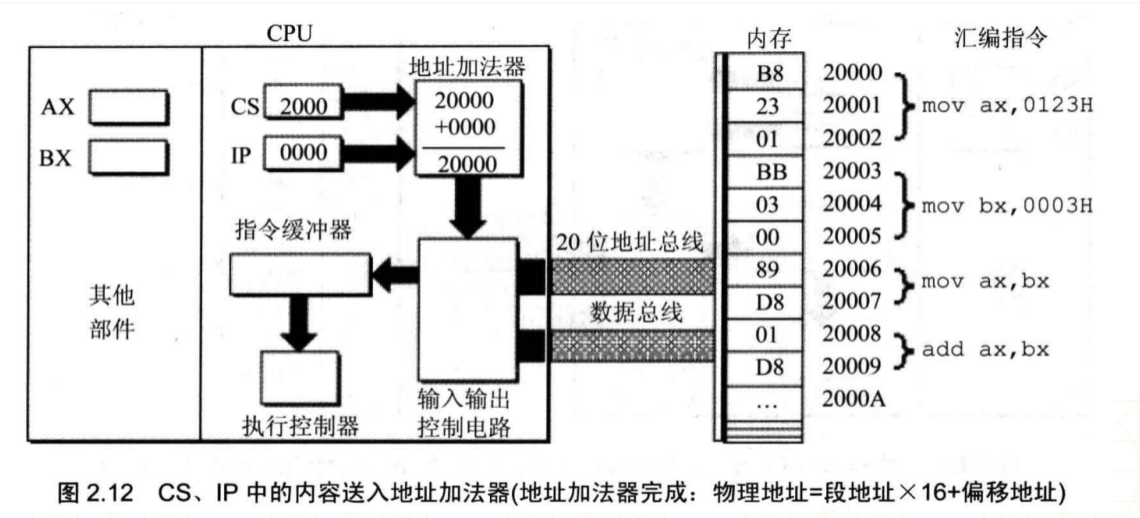 CPU
内存
汇编指令
地址加法器
AX
BX
CS 2000
IP 0000
20000
+0000
20000
指令缓冲器
其他
部件
执行控制器
输入输出
控制电路
20 位地址总线
数据总线
B8 20000
23 20001
01 20002
mov ax,0123H
BB 20003
03 20004
00 20005
mov bx,0003H
89 20006
D8 20007
mov ax,bx
01 20008
D8 20009
add ax,bx
… 2000A
图 2.12 CS、IP 中的内容送入地址加法器(地址加法器完成：物理地址=段地址×16+偏移地址)